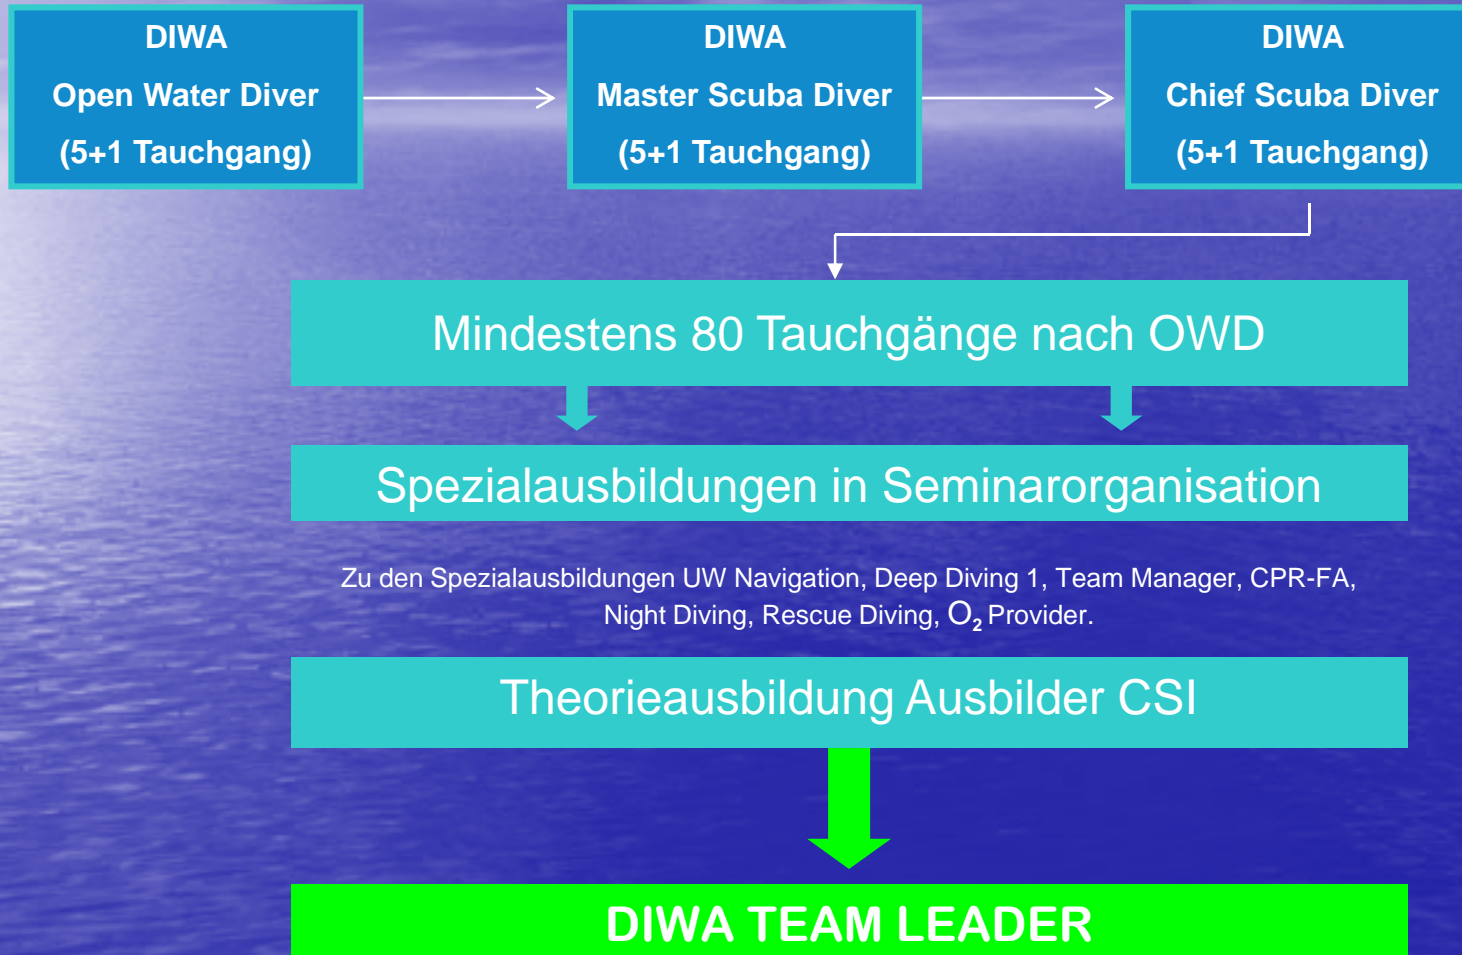 DIWA
Open Water Diver
(5+1 Tauchgang)
DIWA
Master Scuba Diver
(5+1 Tauchgang)
DIWA
Chief Scuba Diver
(5+1 Tauchgang)
Mindestens 80 Tauchgänge nach OWD
Spezialausbildungen in Seminarorganisation
Zu den Spezialausbildungen UW Navigation, Deep Diving 1, Team Manager, CPR-FA,
Night Diving, Rescue Diving, O₂ Provider.
Theorieausbildung Ausbilder CSI
DIWA TEAM LEADER